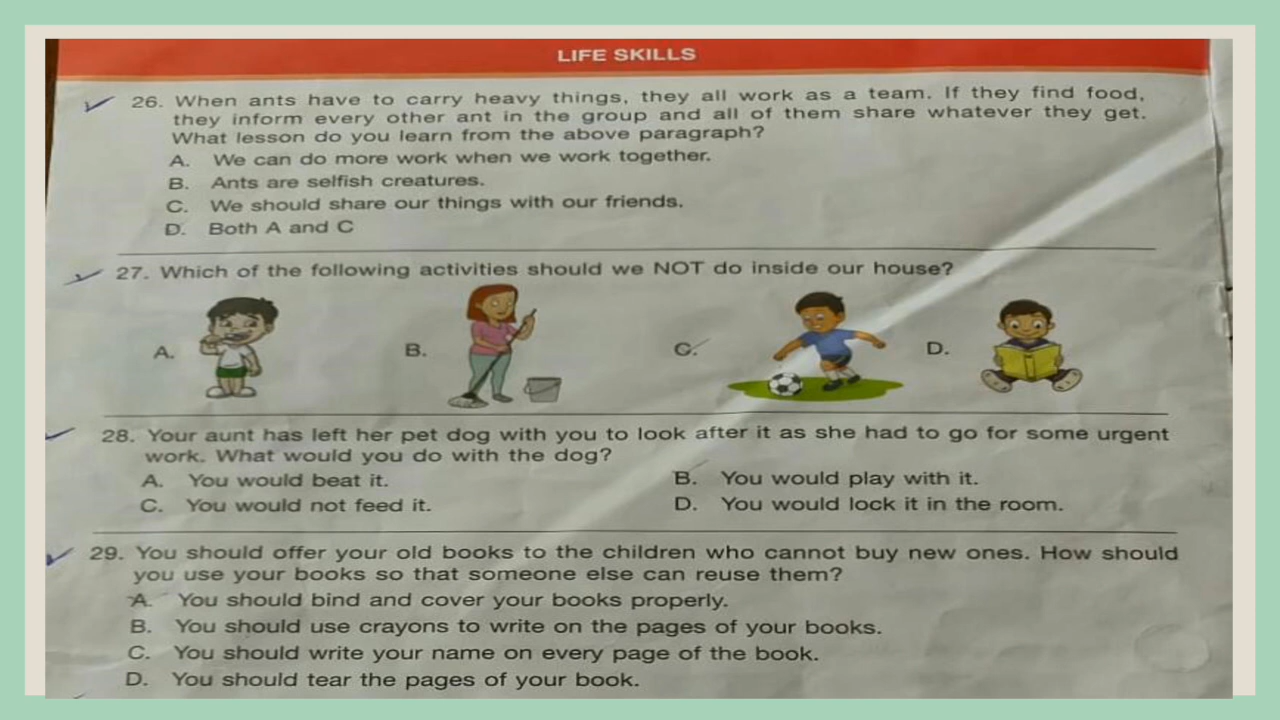 LIFE SKILLS
26. When ants have to carry heavy things, they all work as a team. If they find food,
they inform every other ant in the group and all of them share whatever they get.
What lesson do you learn from the above paragraph?
A. We can do more work when we work together.
B. Ants are selfish creatures.
C. We should share our things with our friends.
D. Both A and C
27. Which of the following activities should we NOT do inside our house?
A. B. C. D.
28. Your aunt has left her pet dog with you to look after it as she had to go for some urgent
work. What would you do with the dog?
A. You would beat it. B. You would play with it.
C. You would not feed it. D. You would lock it in the room.
29. You should offer your old books to the children who cannot buy new ones. How should
you use your books so that someone else can reuse them?
A. You should bind and cover your books properly.
B. You should use crayons to write on the pages of your books.
C. You should write your name on every page of the book.
D. You should tear the pages of your book.